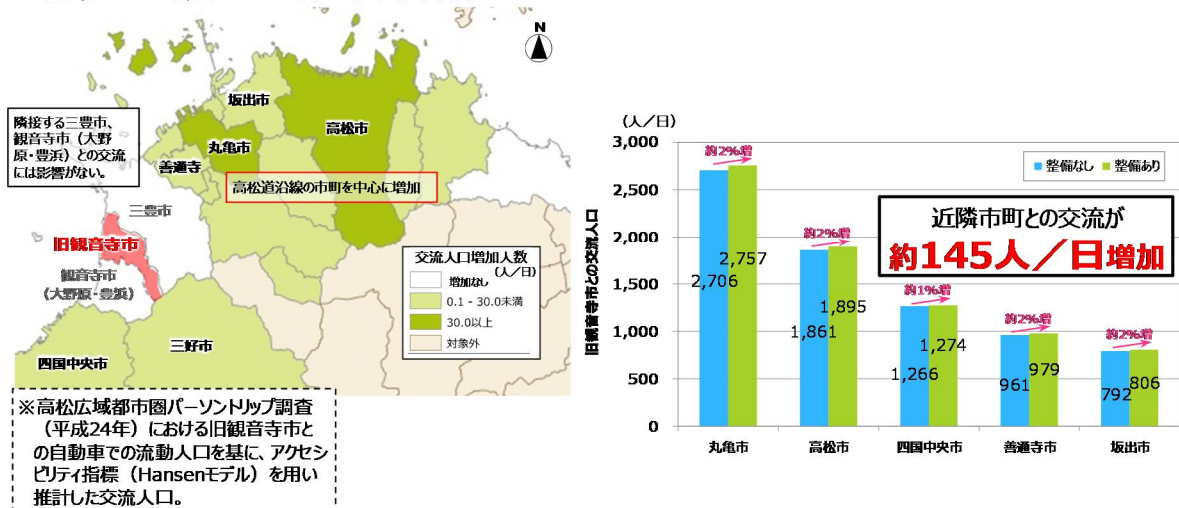 N
坂出市
高松市
隣接する三豊市、
観音寺市（大野
原・豊浜）との交流
には影響がない。
丸亀市
善通寺
高松道沿線の市町を中心に増加
三豊市
旧観音寺市
観音寺市
（大野原・豊浜）
交流人口増加人数
（人／日）
増加なし
0.1 - 30.0未満
30.0以上
対象外
三好市
四国中央市
※高松広域都市圏パーソントリップ調査
（平成24年）における旧観音寺市と
の自動車での流動人口を基に、アクセシ
ビリティ指標（Hansenモデル）を用い
推計した交流人口。
（人／日）
旧観音寺市との交流人口
3,000
2,500
2,000
1,500
1,000
500
0
整備なし
整備あり
近隣市町との交流が
約145人／日増加
約2%増
2,706
2,757
丸亀市
約2%増
1,861
1,895
高松市
約1%増
1,266
1,274
四国中央市
約2%増
961
979
善通寺市
約2%増
792
806
坂出市